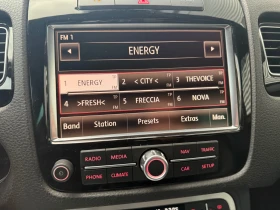 FM 1
ENERGY
1 ENERGY 2 < CITY < 3 THEVOICE
4 >FRESH< 5 FRECCIA 6 NOVA
Band Station Presets Extras Man.
RADIO MEDIA NAV TRAFFIC
PHONE CLIMATE CAR SETUP